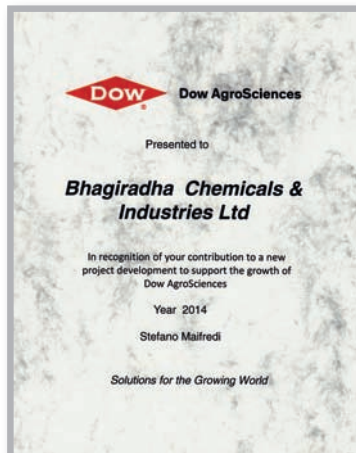 DOW® Dow AgroSciences
Presented to
Bhagiradha Chemicals &
Industries Ltd
In recognition of your contribution to a new
project development to support the growth of
Dow AgroSciences
Year 2014
Stefano Maifredi
Solutions for the Growing World